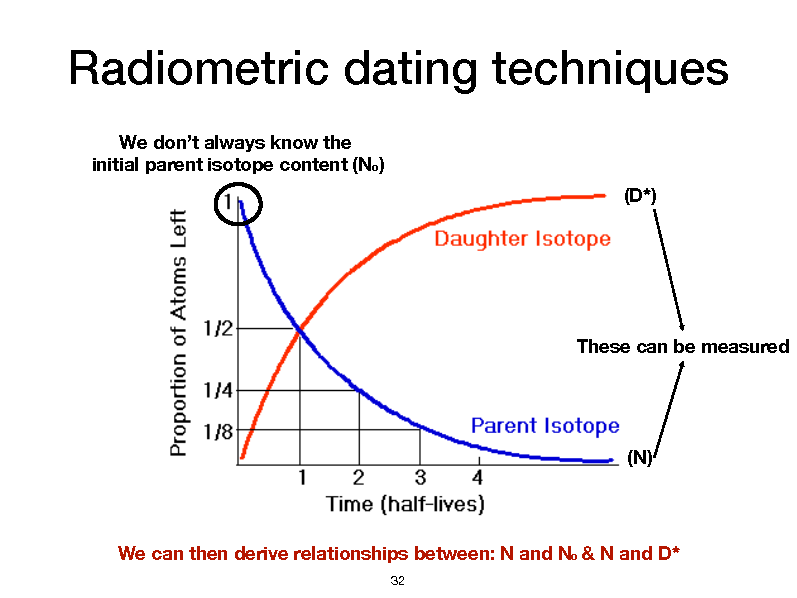 Radiometric dating techniques
We don't always know the
initial parent isotope content (N₀)
(D*)
1
Daughter Isotope
1/2
These can be measured
1/4
1/8
Parent Isotope
(N)
Proportion of Atoms Left
1 2 3 4
Time (half-lives)
We can then derive relationships between: N and N₀ & N and D*
32